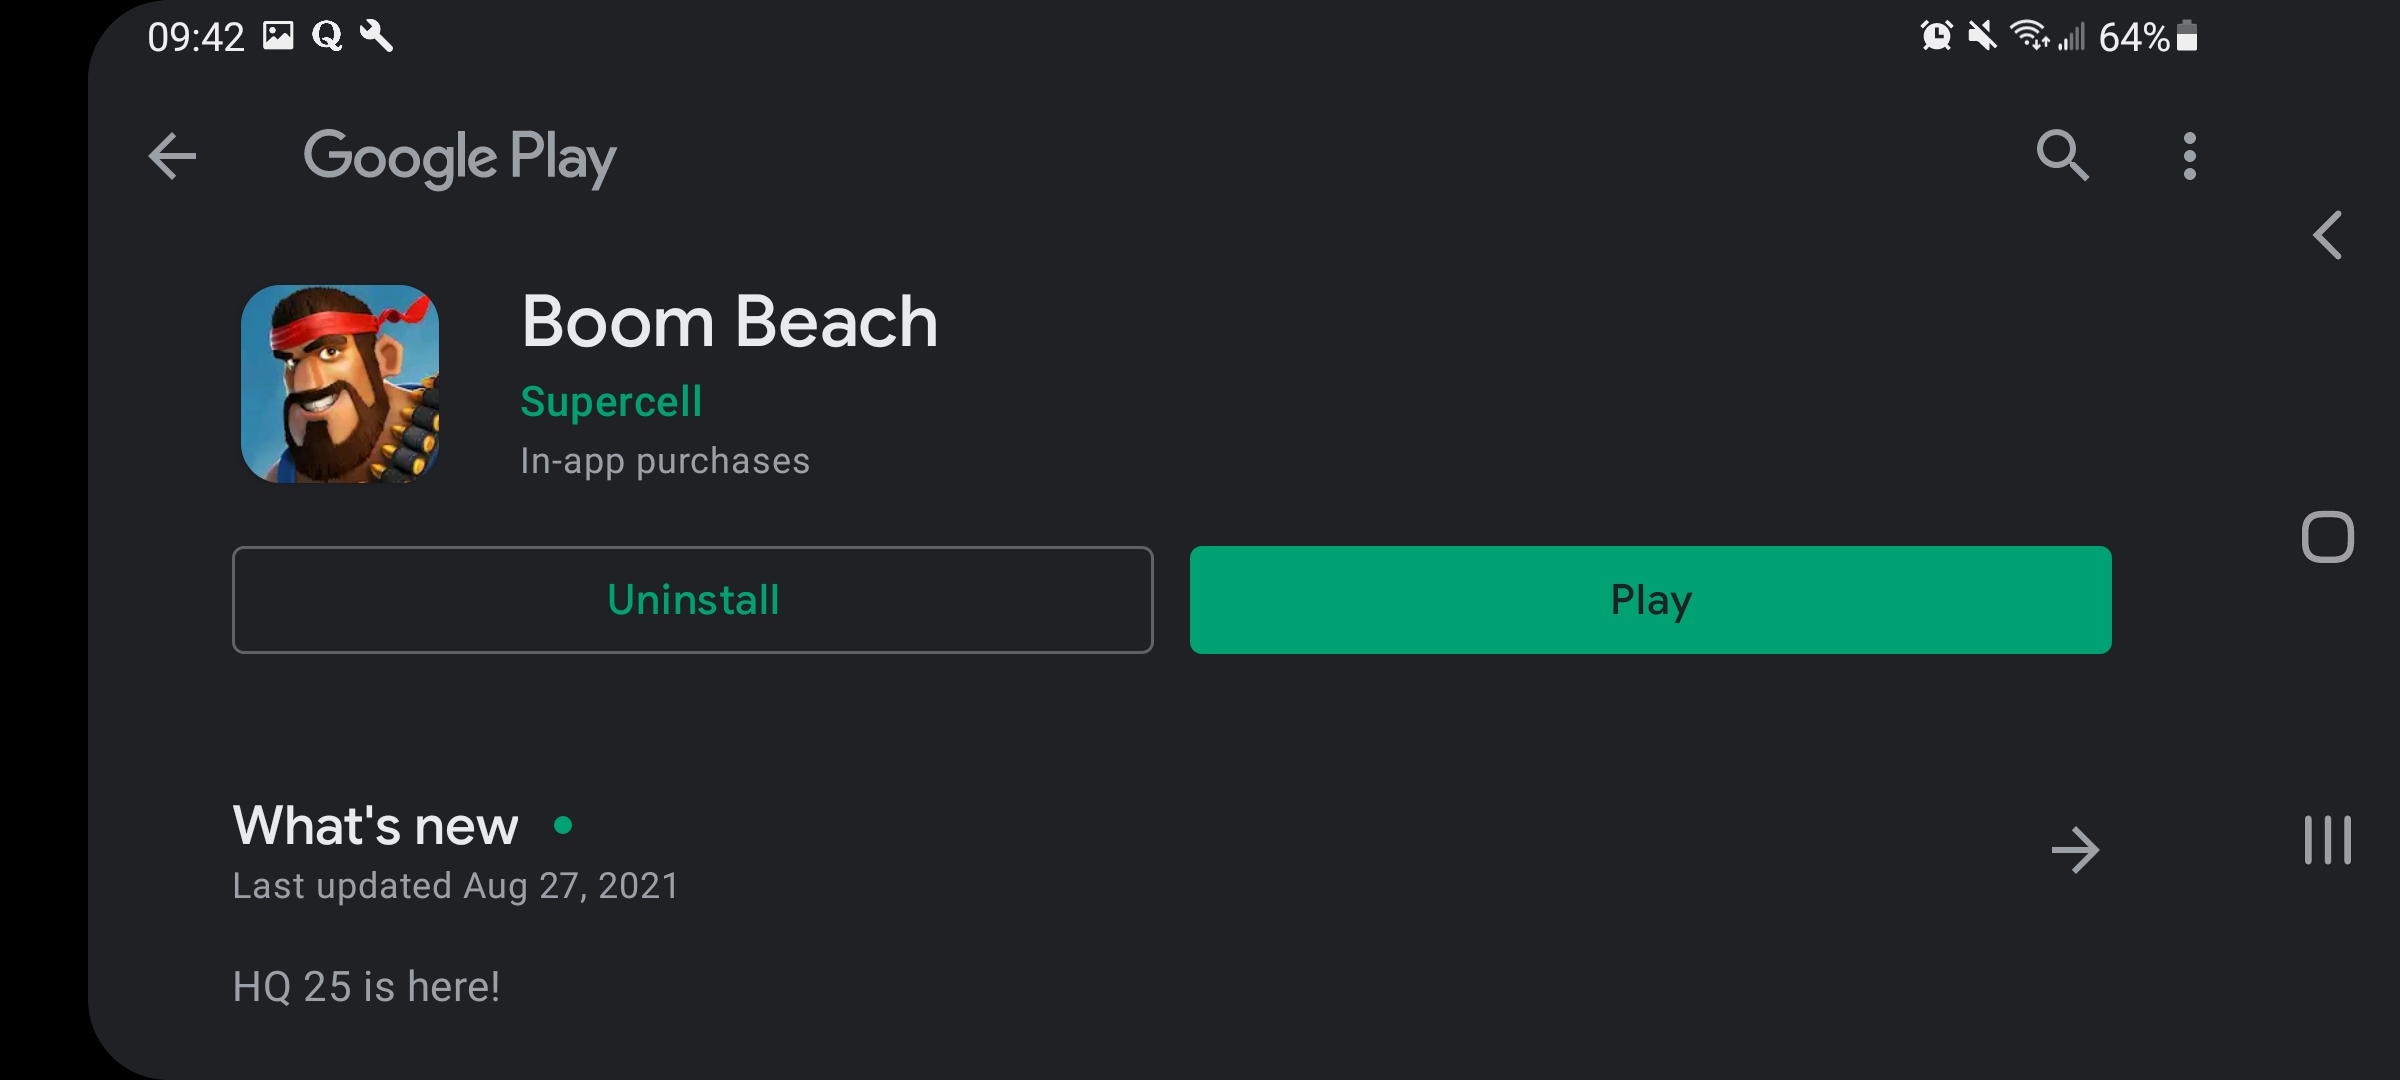 09:42
64%
Google Play
Boom Beach
Supercell
In-app purchases
Uninstall
Play
What's new
Last updated Aug 27, 2021
HQ 25 is here!